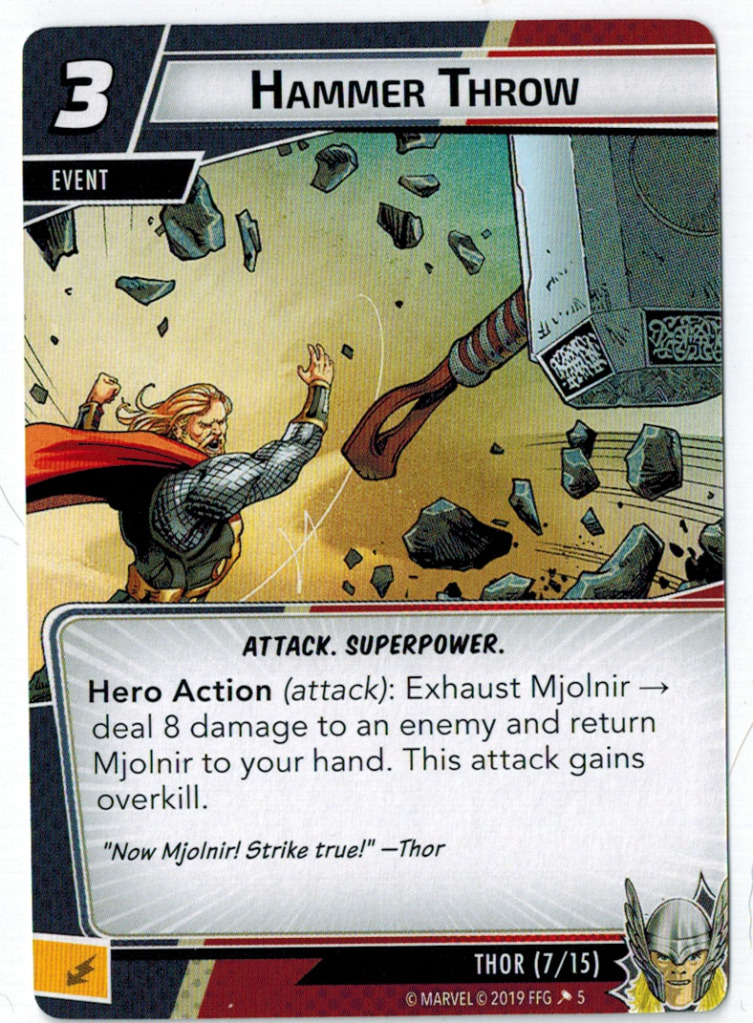 3
HAMMER THROW
EVENT
ATTACK. SUPERPOWER.
Hero Action (attack): Exhaust Mjolnir →
deal 8 damage to an enemy and return
Mjolnir to your hand. This attack gains
overkill.
"Now Mjolnir! Strike true!" —Thor
THOR (7/15)
© MARVEL © 2019 FFG 5